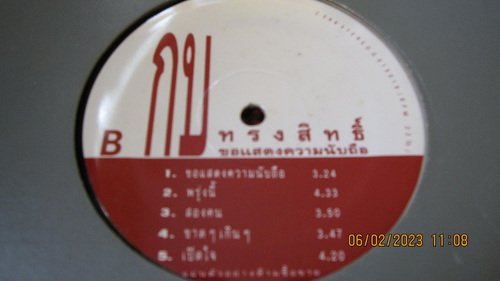 กบ
ทรงสิทธิ์
ขอแสดงความนับถือ
B
1. ขอแสดงความนับถือ 3.24
2. พรุ่งนี้ 4.33
3. สองคน 3.50
4. ขาดๆเกินๆ 3.47
5. เปิดใจ 4.20
06/02/2023 11:08